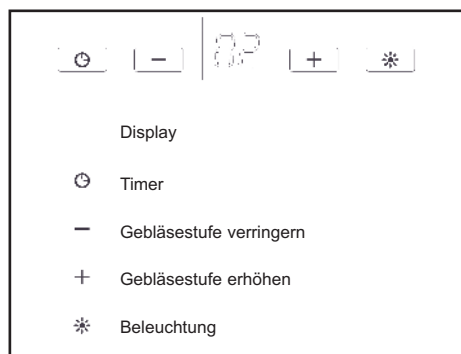 Display
Timer
− Gebläsestufe verringern
+ Gebläsestufe erhöhen
Beleuchtung